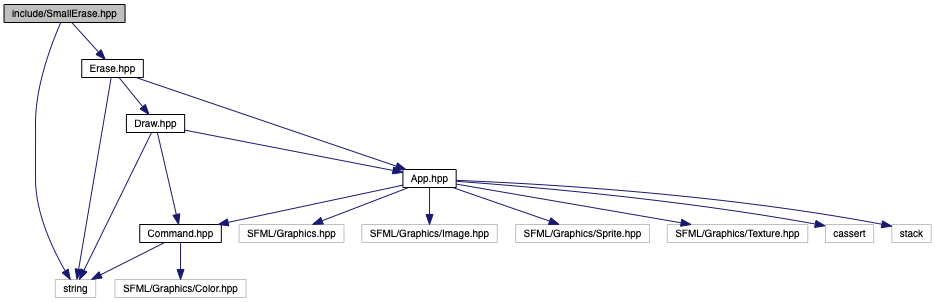 include/SmallErase.hpp
Erase.hpp
Draw.hpp
App.hpp
Command.hpp
SFML/Graphics.hpp
SFML/Graphics/Image.hpp
SFML/Graphics/Sprite.hpp
SFML/Graphics/Texture.hpp
cassert
stack
string
SFML/Graphics/Color.hpp